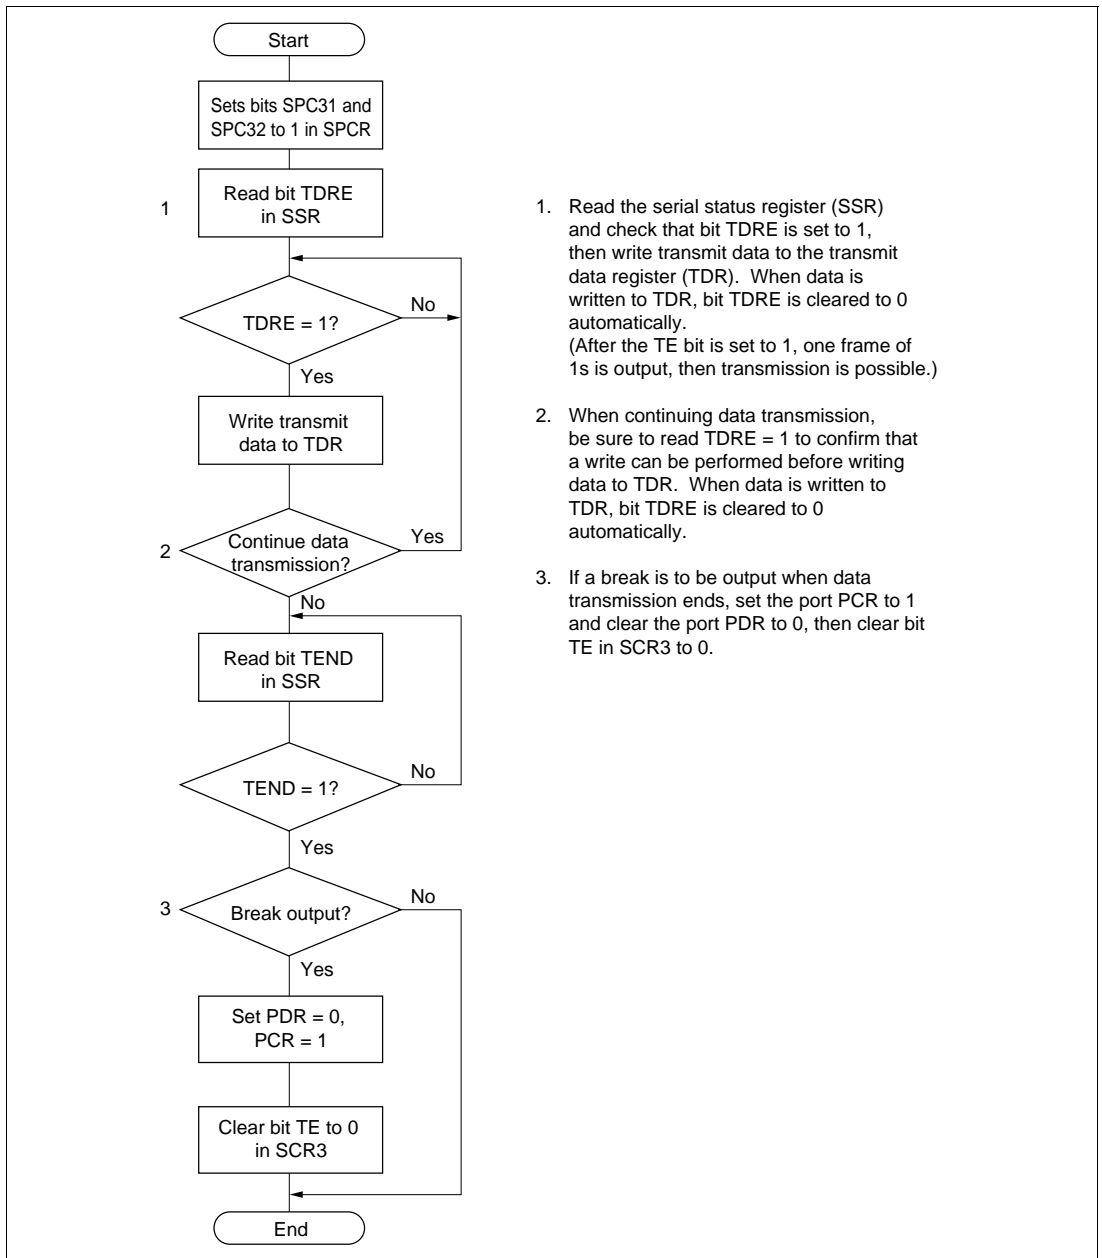 Start
Sets bits SPC31 and
SPC32 to 1 in SPCR
1
Read bit TDRE
in SSR
TDRE = 1?
No
Yes
Write transmit
data to TDR
2
Continue data
transmission?
Yes
No
Read bit TEND
in SSR
TEND = 1?
No
Yes
3
Break output?
No
Yes
Set PDR = 0,
PCR = 1
Clear bit TE to 0
in SCR3
End
1. Read the serial status register (SSR)
and check that bit TDRE is set to 1,
then write transmit data to the transmit
data register (TDR). When data is
written to TDR, bit TDRE is cleared to 0
automatically.
(After the TE bit is set to 1, one frame of
1s is output, then transmission is possible.)
2. When continuing data transmission,
be sure to read TDRE = 1 to confirm that
a write can be performed before writing
data to TDR. When data is written to
TDR, bit TDRE is cleared to 0
automatically.
3. If a break is to be output when data
transmission ends, set the port PCR to 1
and clear the port PDR to 0, then clear bit
TE in SCR3 to 0.